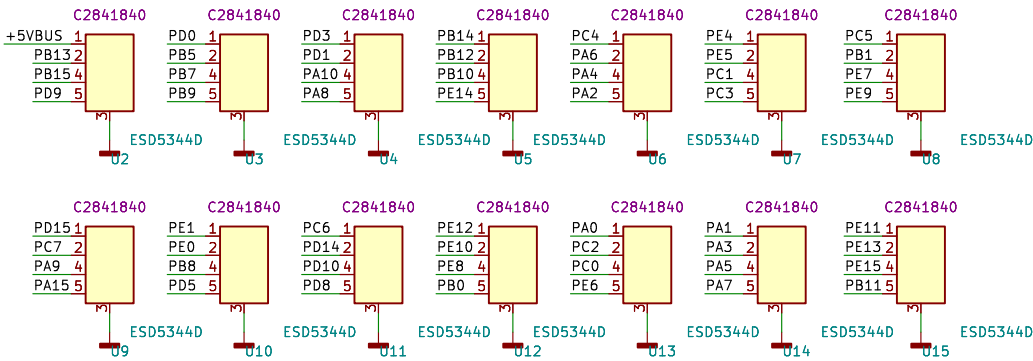 C2841840 C2841840 C2841840 C2841840 C2841840 C2841840 C2841840
+5VBUS 1 PD0 1 PD3 1 PB14 1 PC4 1 PE4 1 PC5 1
PB13 2 PB5 2 PD1 2 PB12 2 PA6 2 PE5 2 PB1 2
PB15 4 PB7 4 PA10 4 PB10 4 PA4 4 PC1 4 PE7 4
PD9 5 PB9 5 PA8 5 PE14 5 PA2 5 PC3 5 PE9 5
3 3 3 3 3 3 3
ESD5344D ESD5344D ESD5344D ESD5344D ESD5344D ESD5344D ESD5344D
U2 U3 U4 U5 U6 U7 U8
C2841840 C2841840 C2841840 C2841840 C2841840 C2841840 C2841840
PD15 1 PE1 1 PC6 1 PE12 1 PA0 1 PA1 1 PE11 1
PC7 2 PE0 2 PD14 2 PE10 2 PC2 2 PA3 2 PE13 2
PA9 4 PB8 4 PD10 4 PE8 4 PC0 4 PA5 4 PE15 4
PA15 5 PD5 5 PD8 5 PB0 5 PE6 5 PA7 5 PB11 5
3 3 3 3 3 3 3
ESD5344D ESD5344D ESD5344D ESD5344D ESD5344D ESD5344D ESD5344D
U9 U10 U11 U12 U13 U14 U15